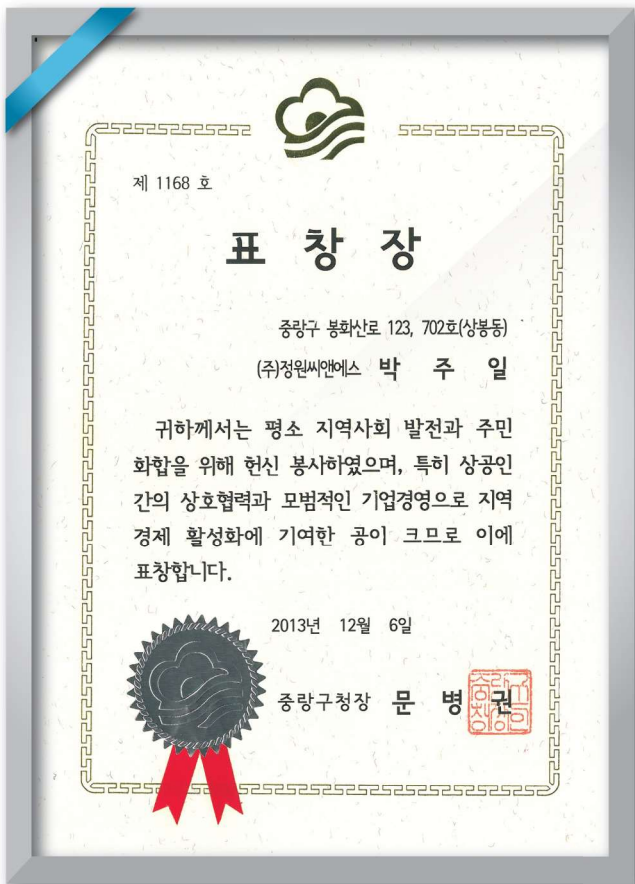 제 1168 호
표 창 장
중랑구 봉화산로 123, 702호(상봉동)
(주)정원씨앤에스 박 주 일
귀하께서는 평소 지역사회 발전과 주민
화합을 위해 헌신 봉사하였으며, 특히 상공인
간의 상호협력과 모범적인 기업경영으로 지역
경제 활성화에 기여한 공이 크므로 이에
표창합니다.
2013년 12월 6일
중랑구청장 문 병 권